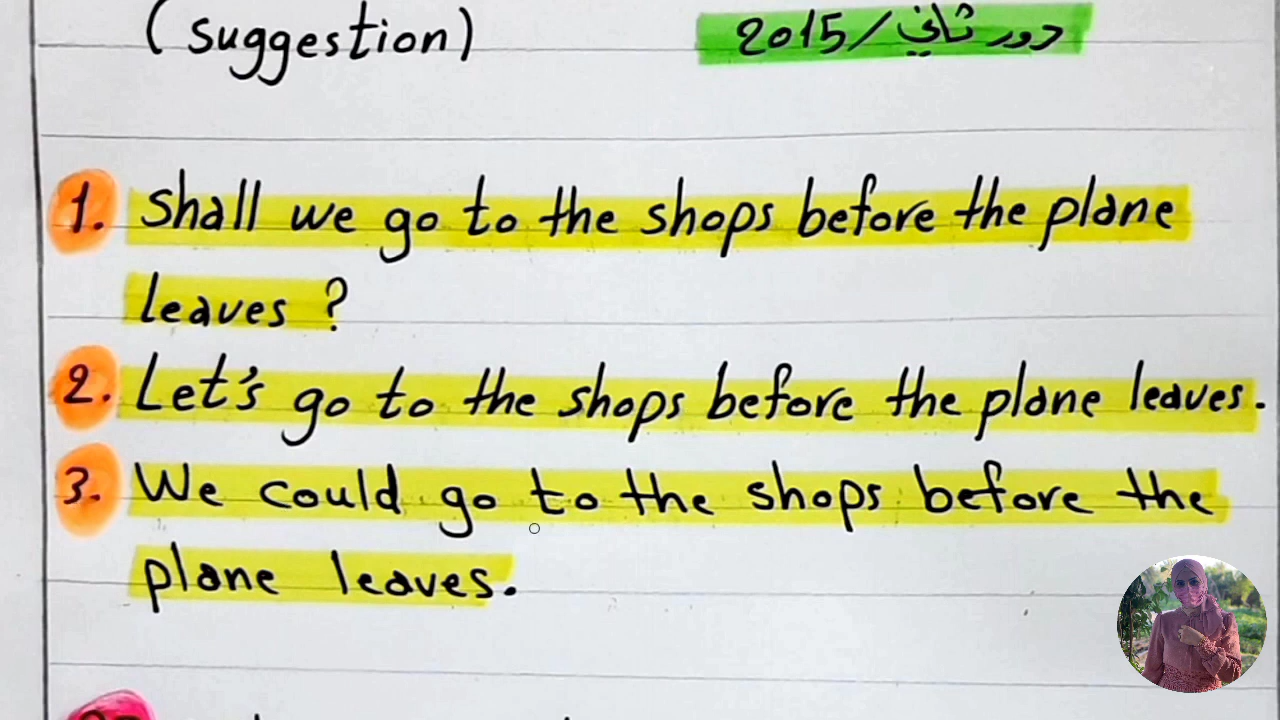 (suggestion) دور ثاني/2015
1. Shall we go to the shops before the plane
leaves ?
2. Let's go to the shops before the plane leaves.
3. We could go to the shops before the
plane leaves.